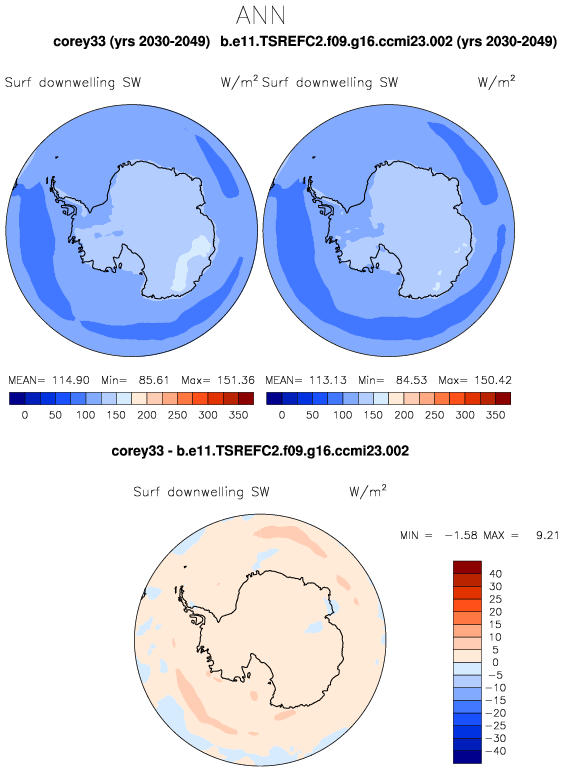 ANN
corey33 (yrs 2030-2049) b.e11.TSREFC2.f09.g16.ccmi23.002 (yrs 2030-2049)
Surf downwelling SW W/m² Surf downwelling SW W/m²
MEAN= 114.90 Min= 85.61 Max= 151.36 MEAN= 113.13 Min= 84.53 Max= 150.42
0 50 100 150 200 250 300 350 0 50 100 150 200 250 300 350
corey33 - b.e11.TSREFC2.f09.g16.ccmi23.002
Surf downwelling SW W/m²
MIN = -1.58 MAX = 9.21
40
30
25
20
15
10
5
0
-5
-10
-15
-20
-25
-30
-40